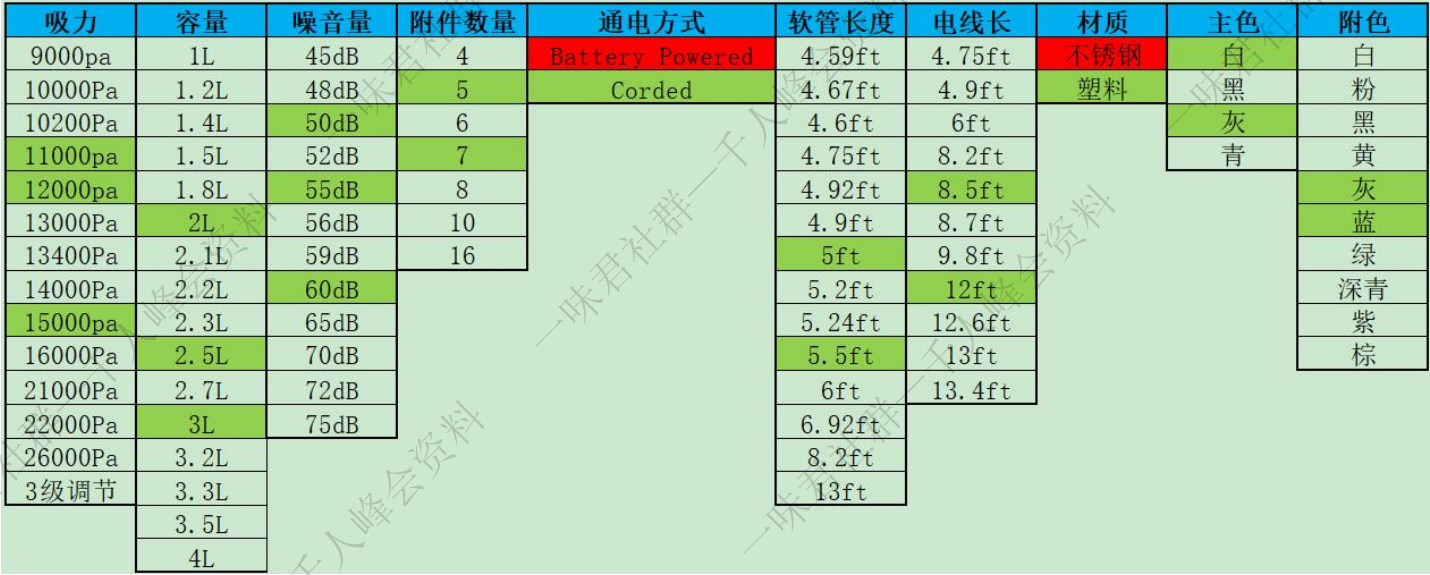 吸力 容量 噪音量 附件数量 通电方式 软管长度 电线长 材质 主色 附色
9000pa 1L 45dB 4 Battery Powered 4.59ft 4.75ft 不锈钢 白 白
10000Pa 1.2L 48dB 5 Corded 4.67ft 4.9ft 塑料 黑 粉
10200Pa 1.4L 50dB 6 4.6ft 6ft 灰 黑
11000pa 1.5L 52dB 7 4.75ft 8.2ft 青 黄
12000pa 1.8L 55dB 8 4.92ft 8.5ft 灰
13000Pa 2L 56dB 10 4.9ft 8.7ft 蓝
13400Pa 2.1L 59dB 16 5ft 9.8ft 绿
14000Pa 2.2L 60dB 5.2ft 12ft 深青
15000pa 2.3L 65dB 5.24ft 12.6ft 紫
16000Pa 2.5L 70dB 5.5ft 13ft 棕
21000Pa 2.7L 72dB 6ft 13.4ft
22000Pa 3L 75dB 6.92ft
26000Pa 3.2L 8.2ft
3级调节 3.3L 13ft
3.5L
4L
一味君社群—千人峰会资料